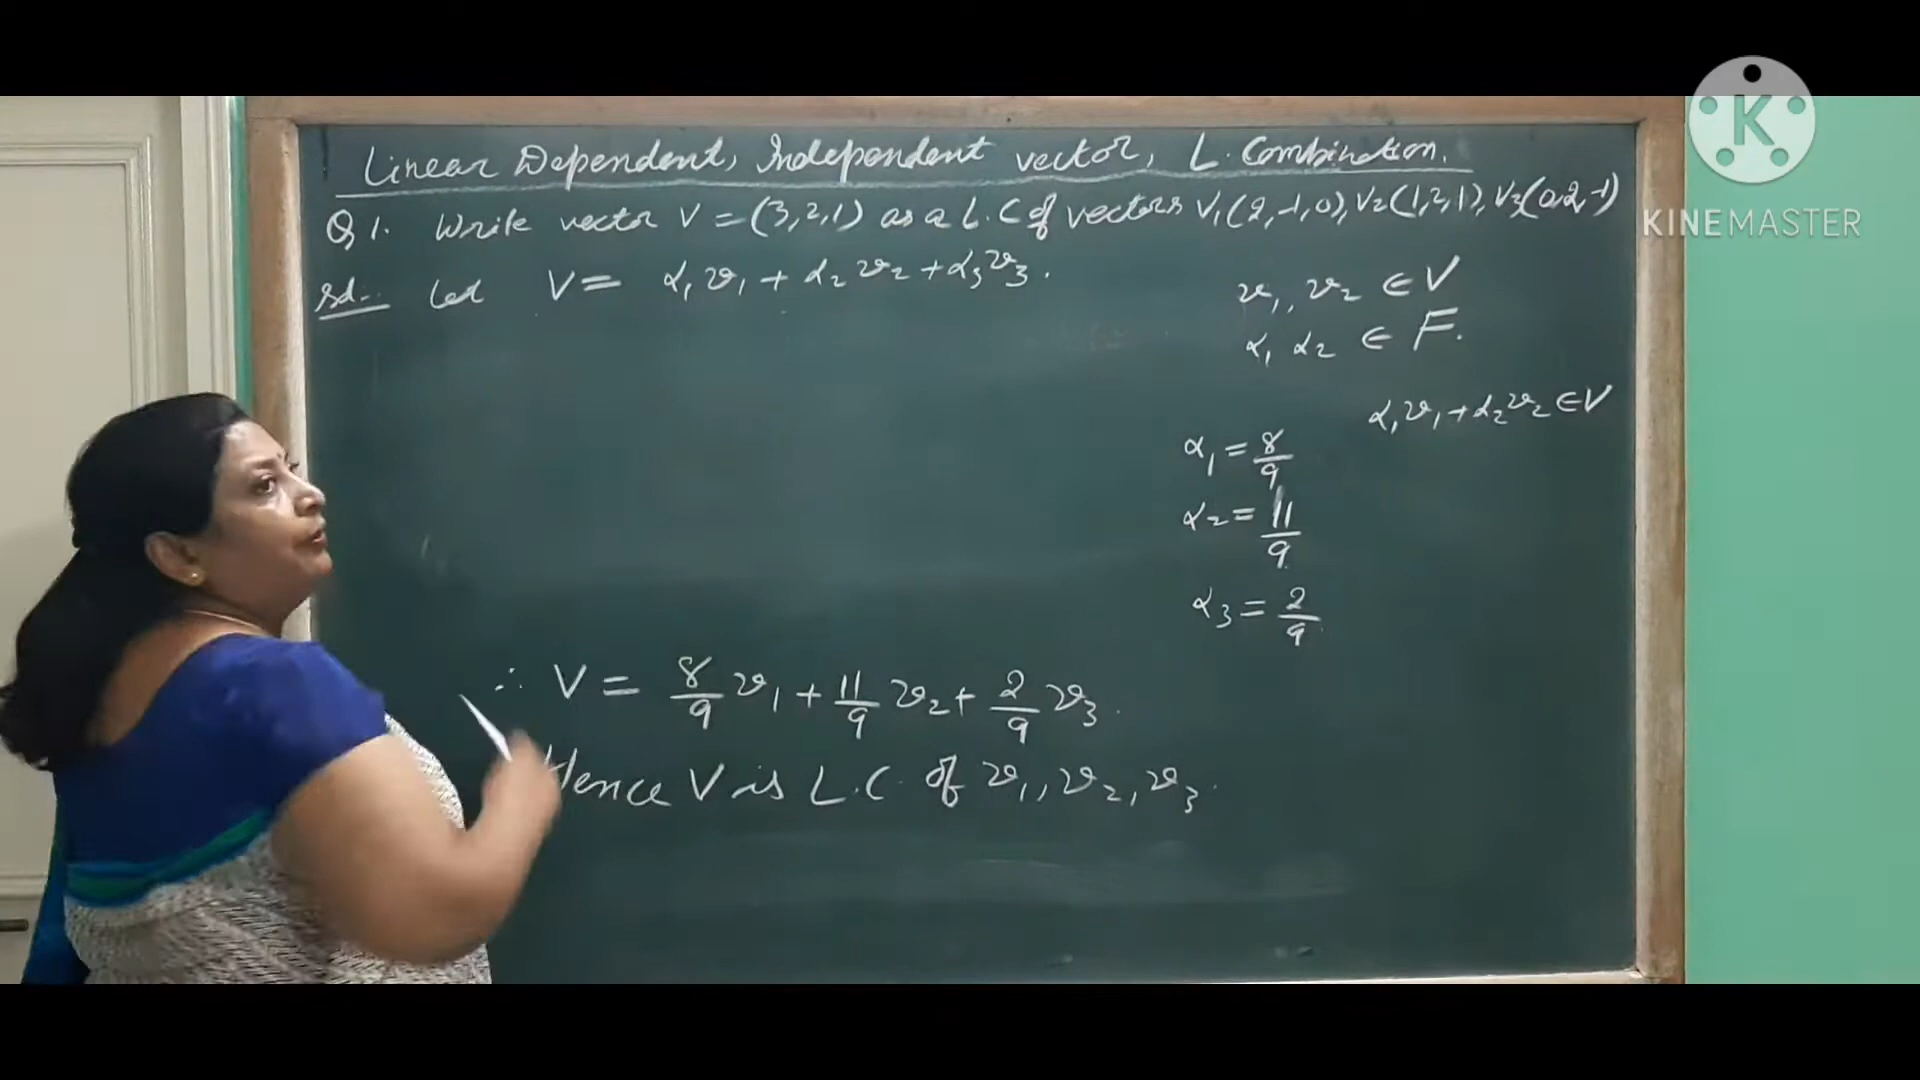 Linear Dependent, Independent vector, L. Combination.
Q 1. Write vector V = (3,2,1) as a L.C of vectors V₁(2,-1,0), V₂(1,2,1), V₃(0,2,-1)
Sol:- Let V = α₁v₁ + α₂v₂ + α₃v₃.
v₁, v₂ ∈ V
α₁ α₂ ∈ F.
α₁v₁ + α₂v₂ ∈ V
α₁ = 8/9
α₂ = 11/9
α₃ = 2/9
∴ V = 8/9 v₁ + 11/9 v₂ + 2/9 v₃.
Hence V is L.C. of v₁, v₂, v₃.
K
KINEMASTER